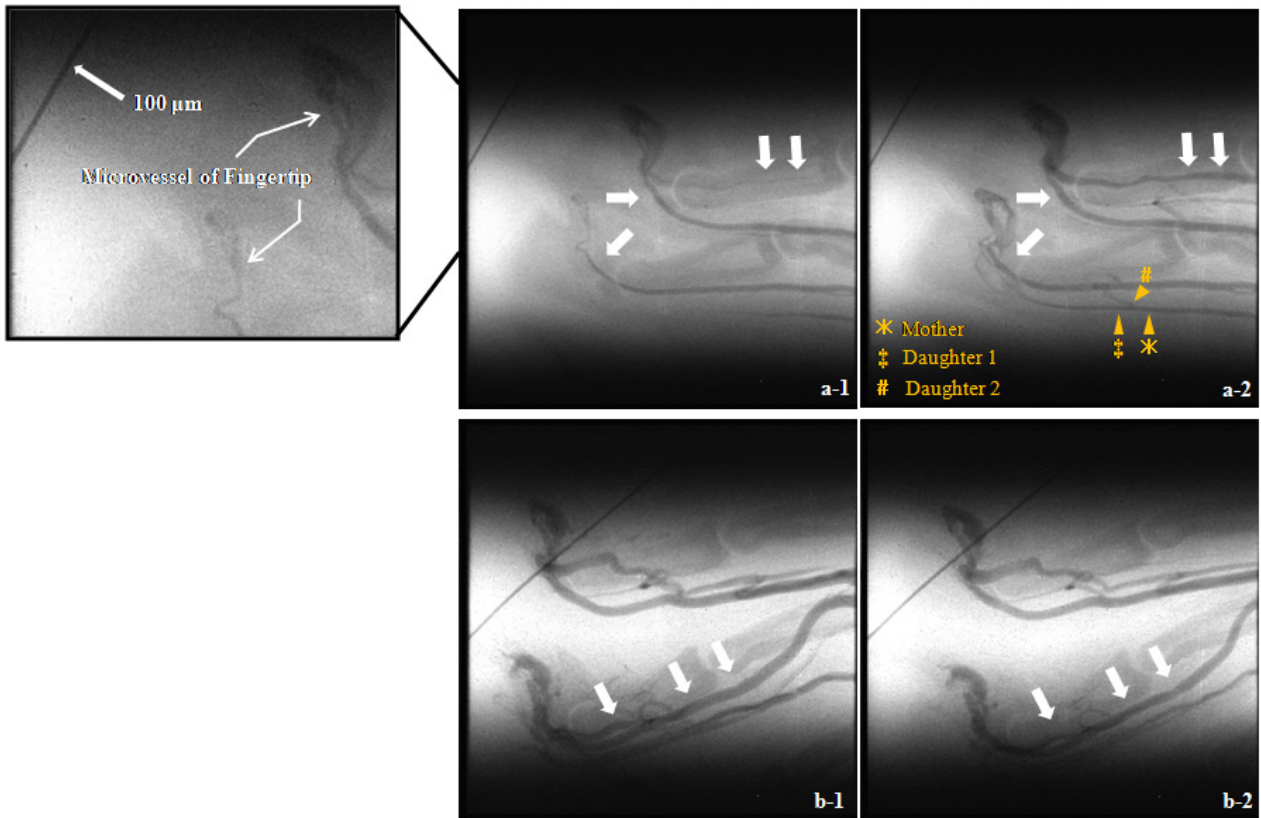 100 μm
Microvessel of Fingertip
a-1
#
Mother
‡ Daughter 1
# Daughter 2
‡
a-2
b-1
b-2